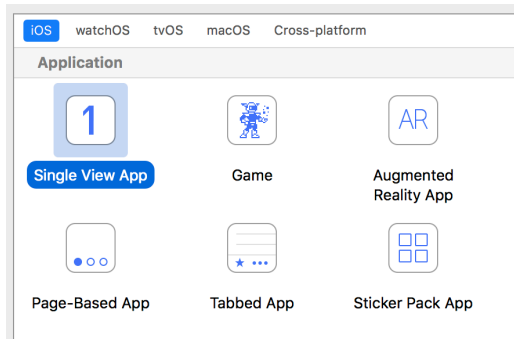 iOS watchOS tvOS macOS Cross-platform
Application
1
AR
Single View App
Game
Augmented
Reality App
Page-Based App
Tabbed App
Sticker Pack App